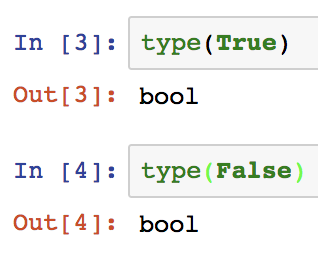 In [3]: type(True)
Out[3]: bool
In [4]: type(False)
Out[4]: bool